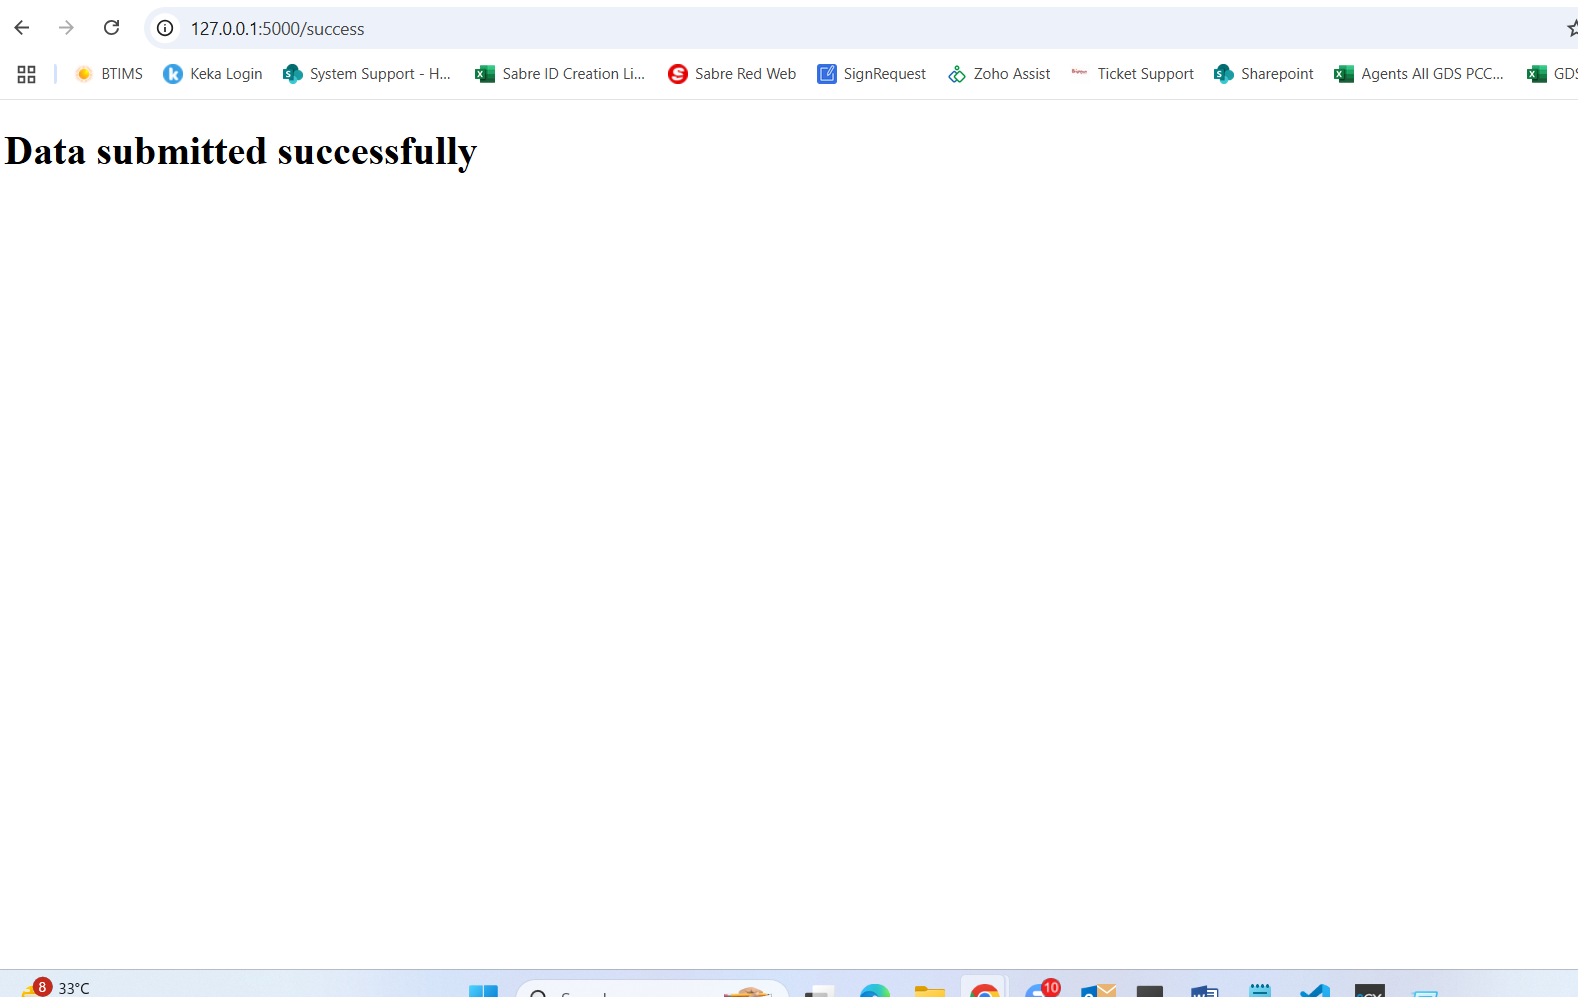 127.0.0.1:5000/success
BTIMS Keka Login System Support - H... Sabre ID Creation Li... Sabre Red Web SignRequest Zoho Assist Ticket Support Sharepoint Agents All GDS PCC...
Data submitted successfully
8 33°C 10